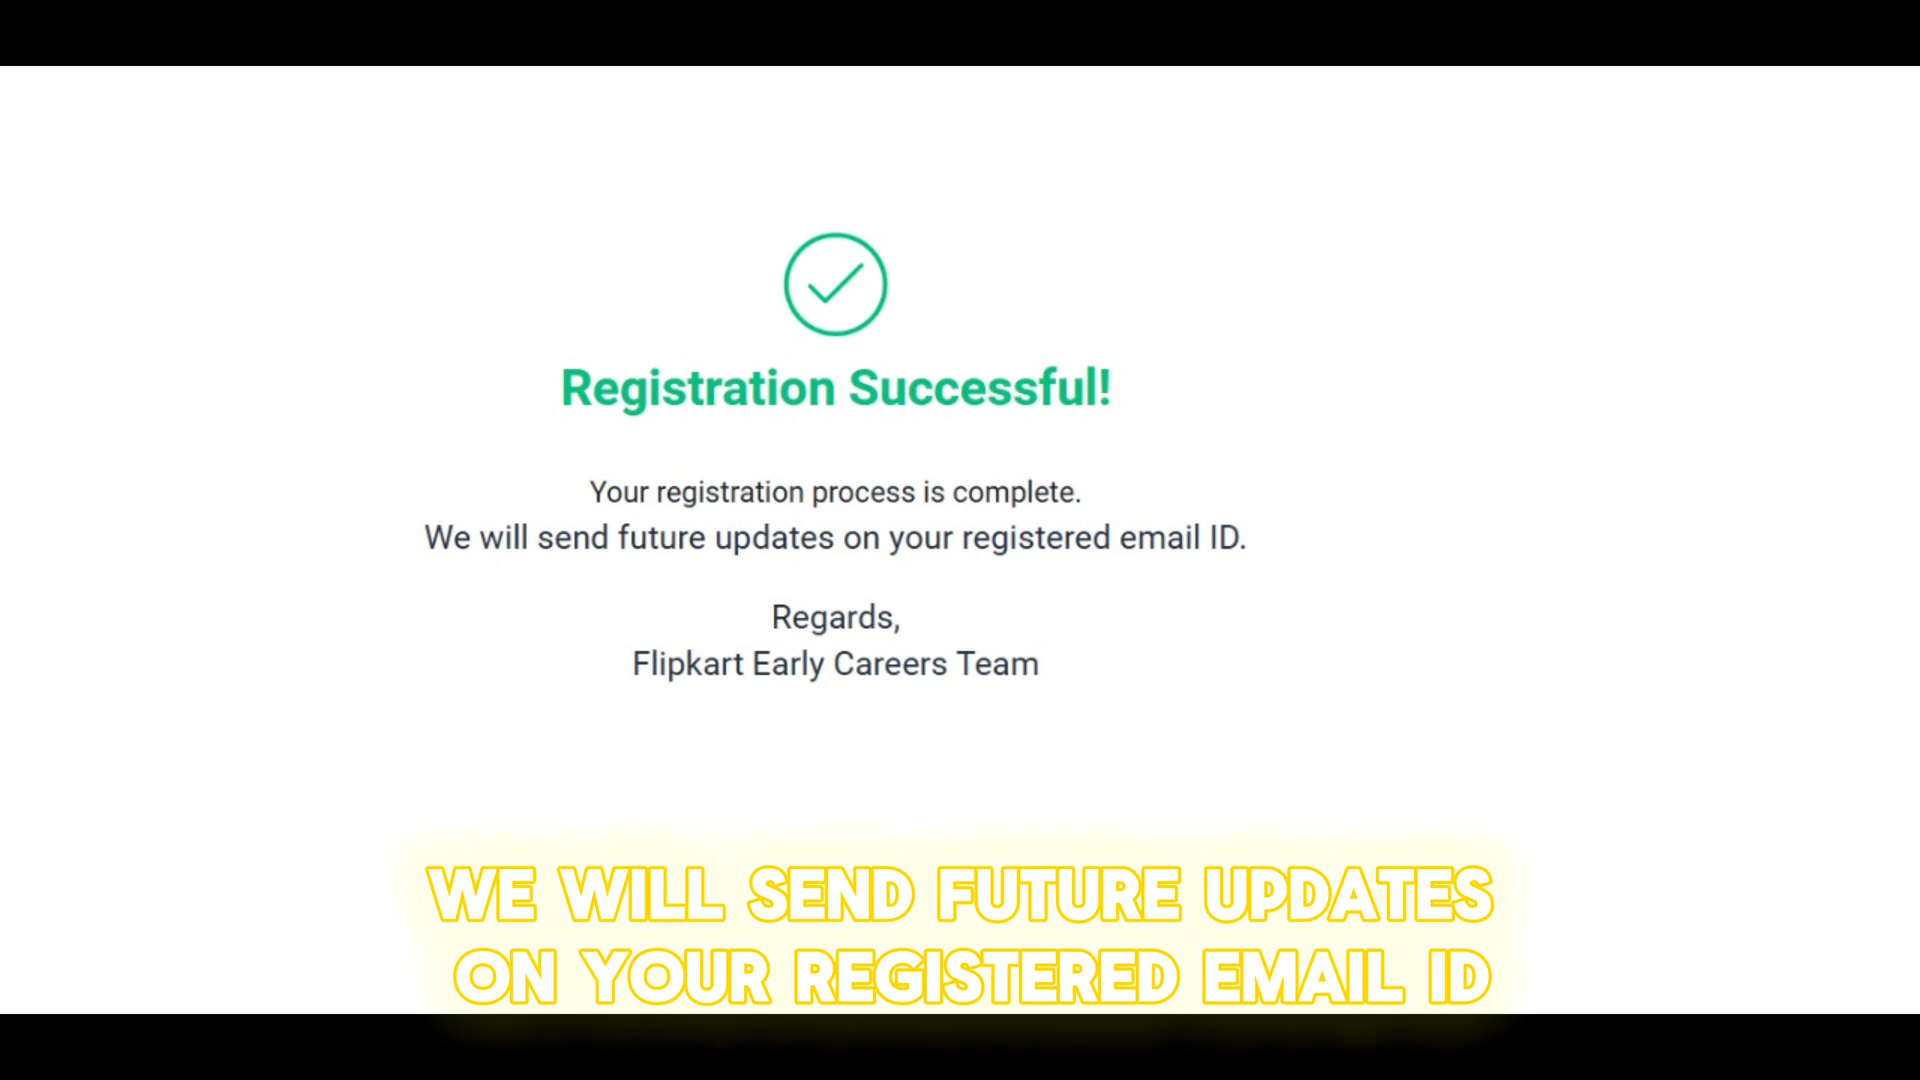 Registration Successful!
Your registration process is complete.
We will send future updates on your registered email ID.
Regards,
Flipkart Early Careers Team
WE WILL SEND FUTURE UPDATES
ON YOUR REGISTERED EMAIL ID